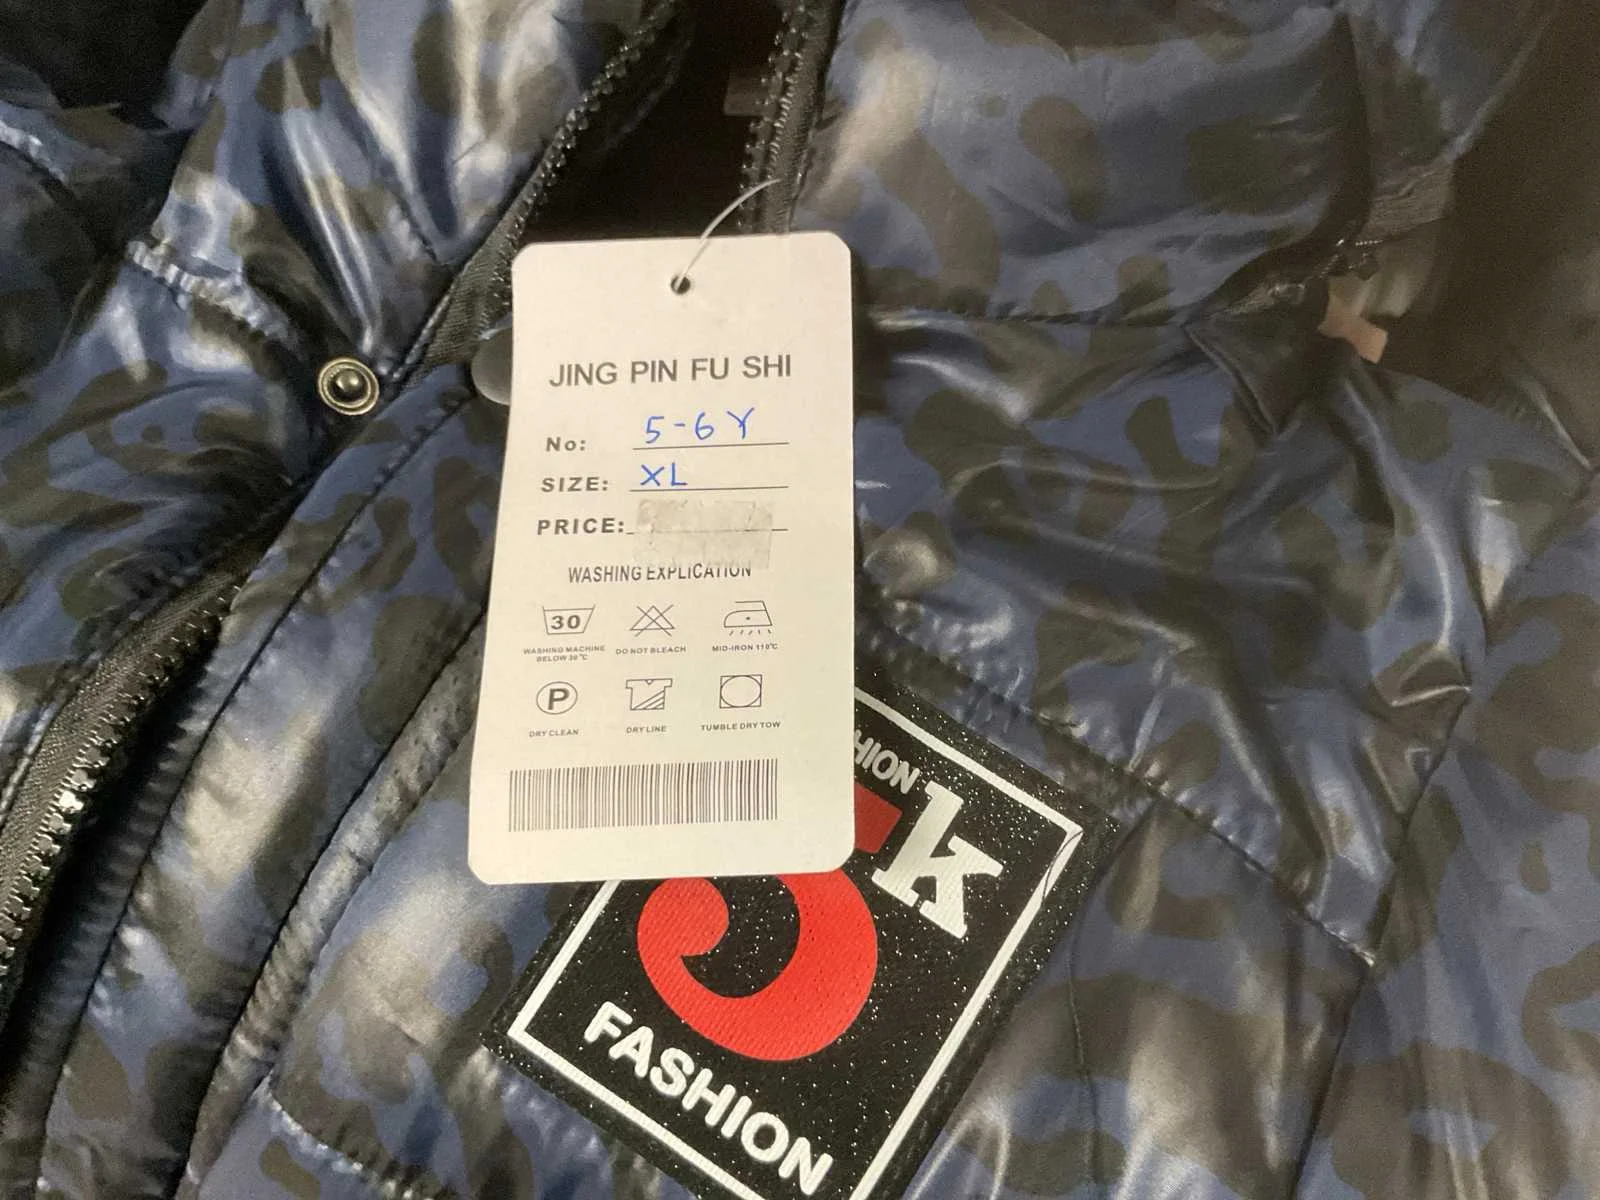 JING PIN FU SHI
No: 5-6Y
SIZE: XL
PRICE:
WASHING EXPLICATION
30
WASHING MACHINE BELOW 30℃
DO NOT BLEACH
MID-IRON 110℃
P
DRY CLEAN
DRY LINE
TUMBLE DRY TOW
HION
5k
FASHION